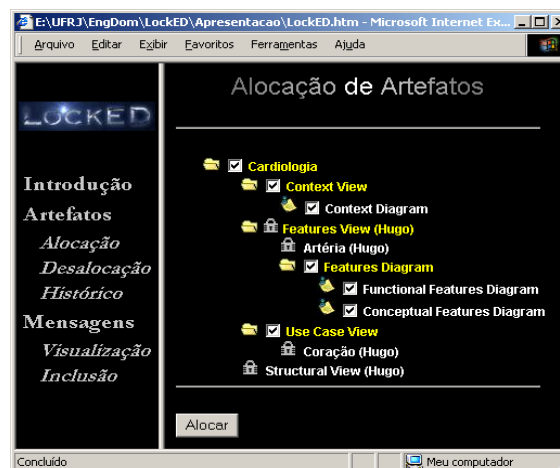 E:\UFRJ\EngDom\LockED\Apresentacao\LockED.htm - Microsoft Internet Ex...
Arquivo Editar Exibir Favoritos Ferramentas Ajuda
LOCKED
Introdução
Artefatos
Alocação
Desalocação
Histórico
Mensagens
Visualização
Inclusão
Alocação de Artefatos
Cardiologia
Context View
Context Diagram
Features View (Hugo)
Artéria (Hugo)
Features Diagram
Functional Features Diagram
Conceptual Features Diagram
Use Case View
Coração (Hugo)
Structural View (Hugo)
Alocar
Concluído Meu computador